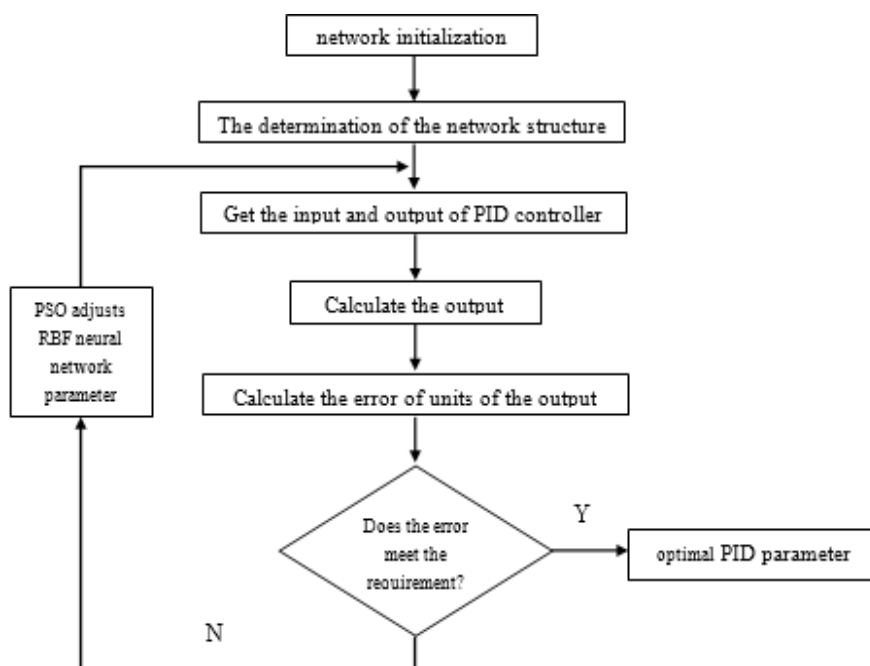 network initialization
The determination of the network structure
Get the input and output of PID controller
PSO adjusts
RBF neural
network
parameter
Calculate the output
Calculate the error of units of the output
Does the error
meet the
requirement?
Y
optimal PID parameter
N